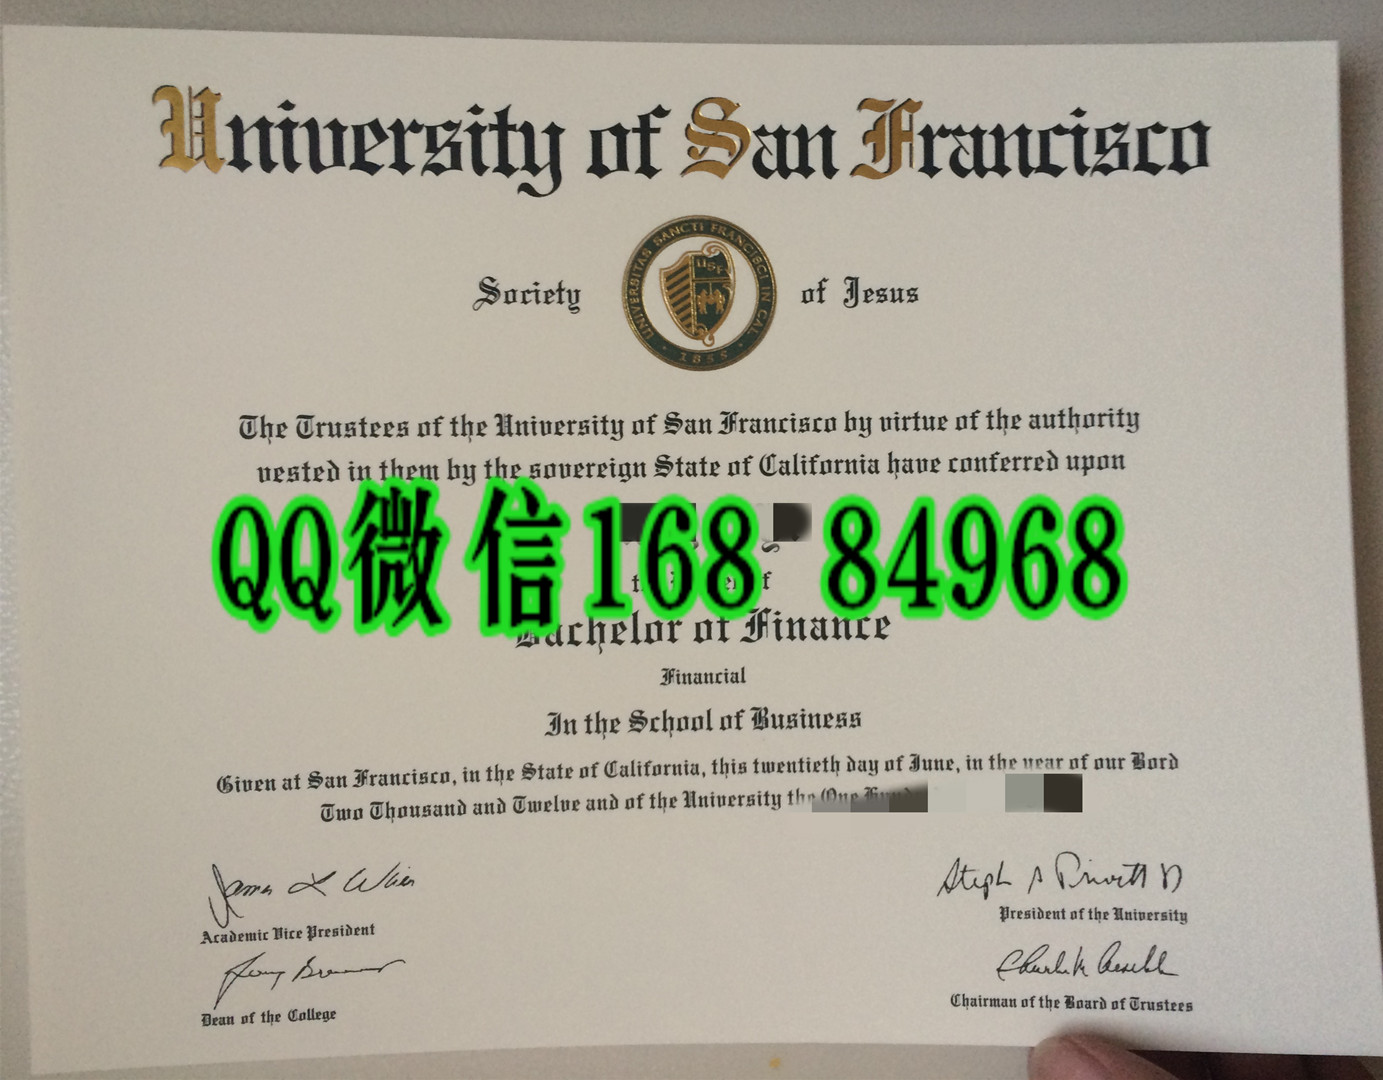 University of San Francisco
Society of Jesus
UNIVERSITAS SANCTI FRANCISCI IN CAL
USF
1855
The Trustees of the University of San Francisco by virtue of the authority
vested in them by the sovereign State of California have conferred upon
QQ微信168 84968
Bachelor of Finance
Financial
In the School of Business
Given at San Francisco, in the State of California, this twentieth day of June, in the year of our Bord
Two Thousand and Twelve and of the University the One
Academic Vice President
President of the University
Dean of the College
Chairman of the Board of Trustees